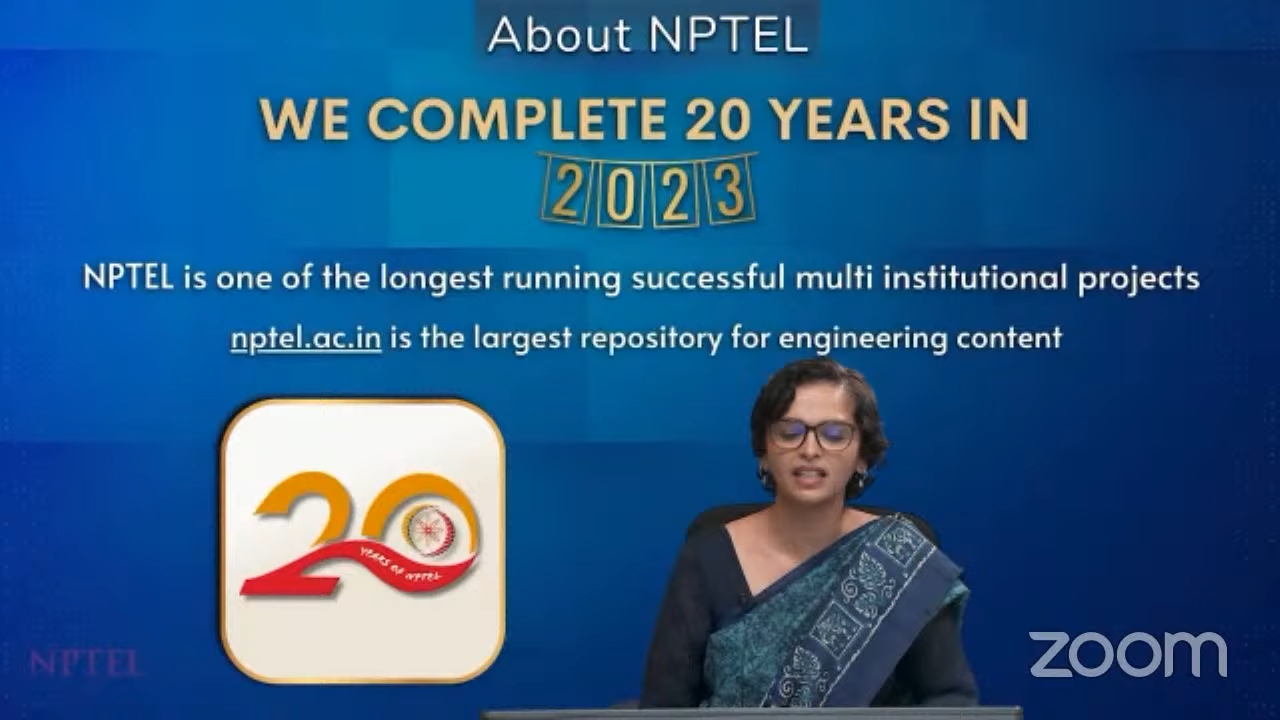 About NPTEL
WE COMPLETE 20 YEARS IN
2023
NPTEL is one of the longest running successful multi institutional projects
nptel.ac.in is the largest repository for engineering content
20
YEARS OF NPTEL
NPTEL
zoom